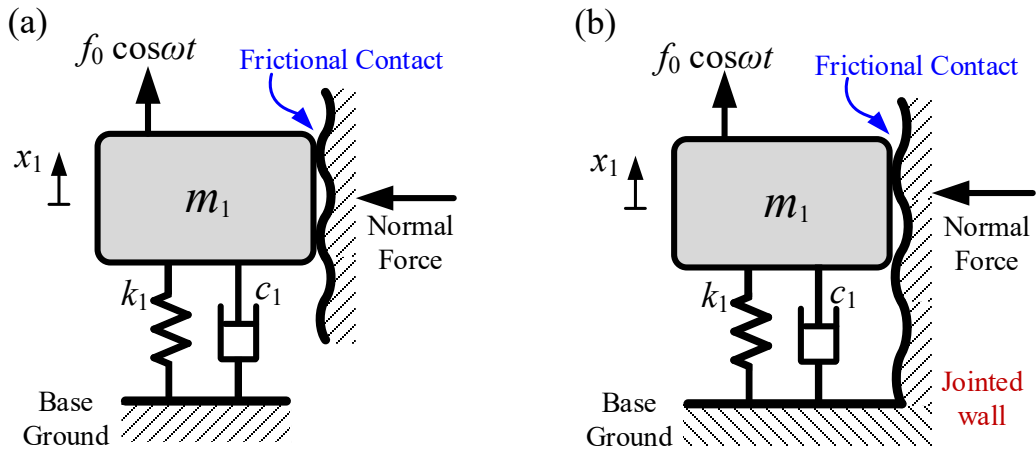 (a)
f₀ cosωt
Frictional Contact
x₁
m₁
Normal
Force
k₁
c₁
Base
Ground
(b)
f₀ cosωt
Frictional Contact
x₁
m₁
Normal
Force
k₁
c₁
Jointed
wall
Base
Ground